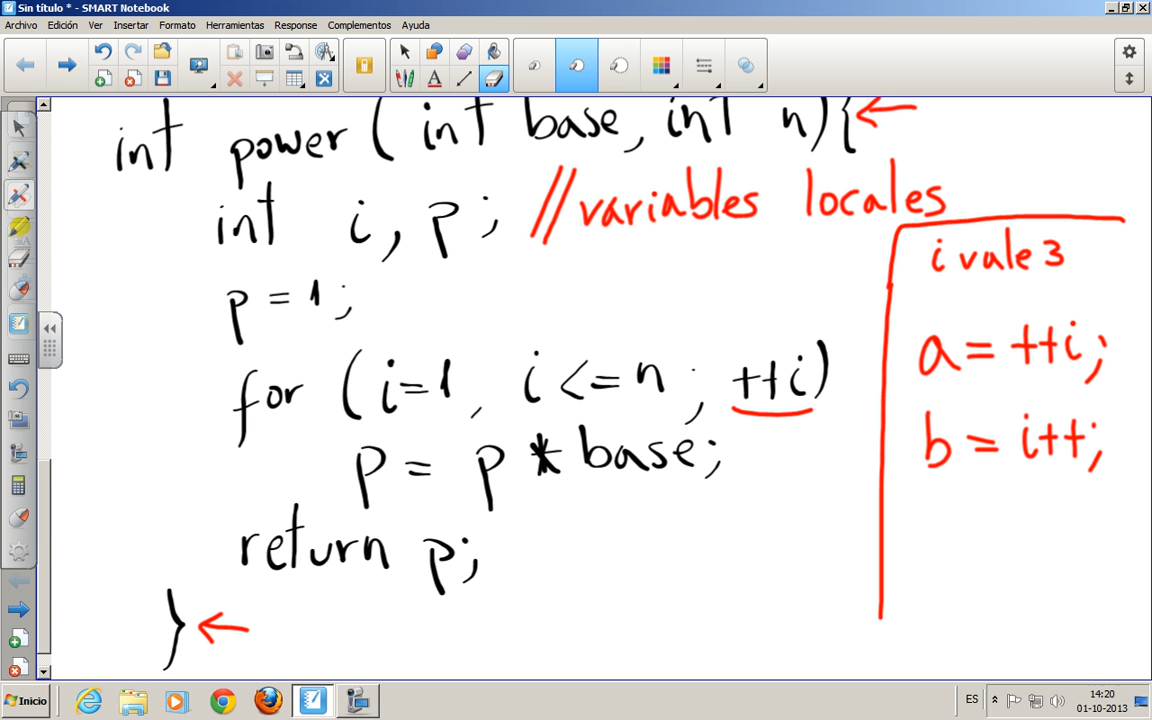 Sin título * - SMART Notebook
Archivo Edición Ver Insertar Formato Herramientas Response Complementos Ayuda
int power ( int base, int n){ ←
int i, p; //variables locales
p = 1;
for (i=1, i <= n ; ++i)
p = p * base;
return p;
} ←
i vale 3
a = ++i;
b = i++;
Inicio
ES
14:20
01-10-2013